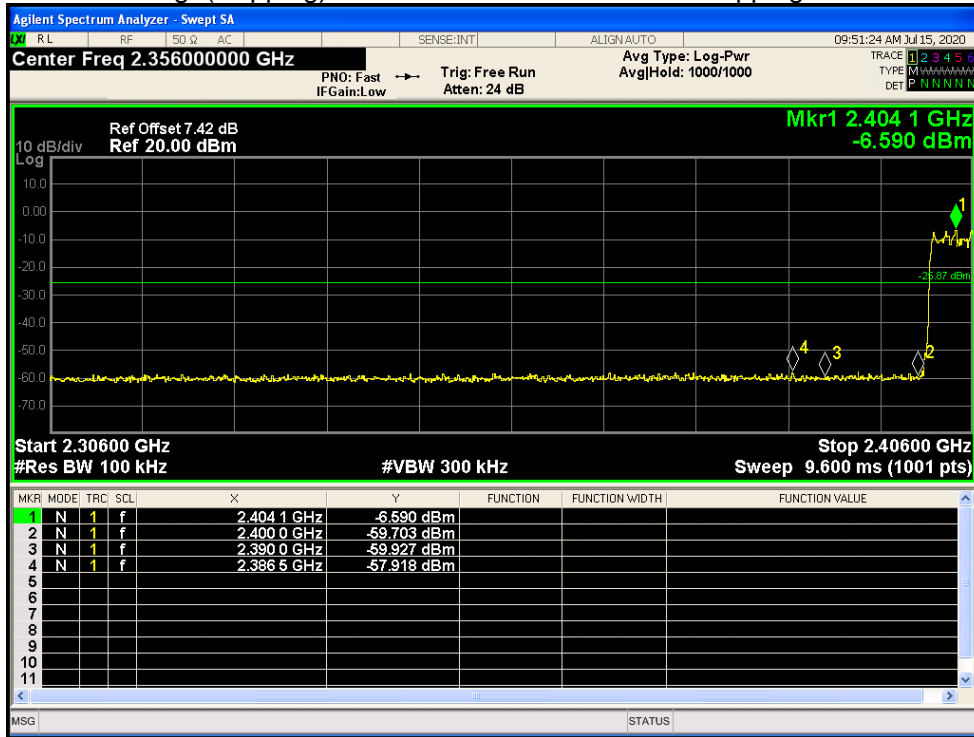 Agilent Spectrum Analyzer - Swept SA
LXI RL RF 50 Ω AC SENSE:INT ALIGN AUTO 09:51:24 AM Jul 15, 2020
Center Freq 2.356000000 GHz
PNO: Fast
IFGain:Low
Trig: Free Run
Atten: 24 dB
Avg Type: Log-Pwr
Avg|Hold: 1000/1000
TRACE 1 2 3 4 5 6
TYPE M
DET P N N N N N
Ref Offset 7.42 dB
10 dB/div Ref 20.00 dBm
Log
Mkr1 2.404 1 GHz
-6.590 dBm
10.0
0.00
-10.0
-20.0
-30.0
-40.0
-50.0
-60.0
-70.0
1
-25.87 dBm
4
3
2
Start 2.30600 GHz Stop 2.40600 GHz
#Res BW 100 kHz #VBW 300 kHz Sweep 9.600 ms (1001 pts)
MKR MODE TRC SCL X Y FUNCTION FUNCTION WIDTH FUNCTION VALUE
1 N 1 f 2.404 1 GHz -6.590 dBm
2 N 1 f 2.400 0 GHz -59.703 dBm
3 N 1 f 2.390 0 GHz -59.927 dBm
4 N 1 f 2.386 5 GHz -57.918 dBm
5
6
7
8
9
10
11
MSG STATUS